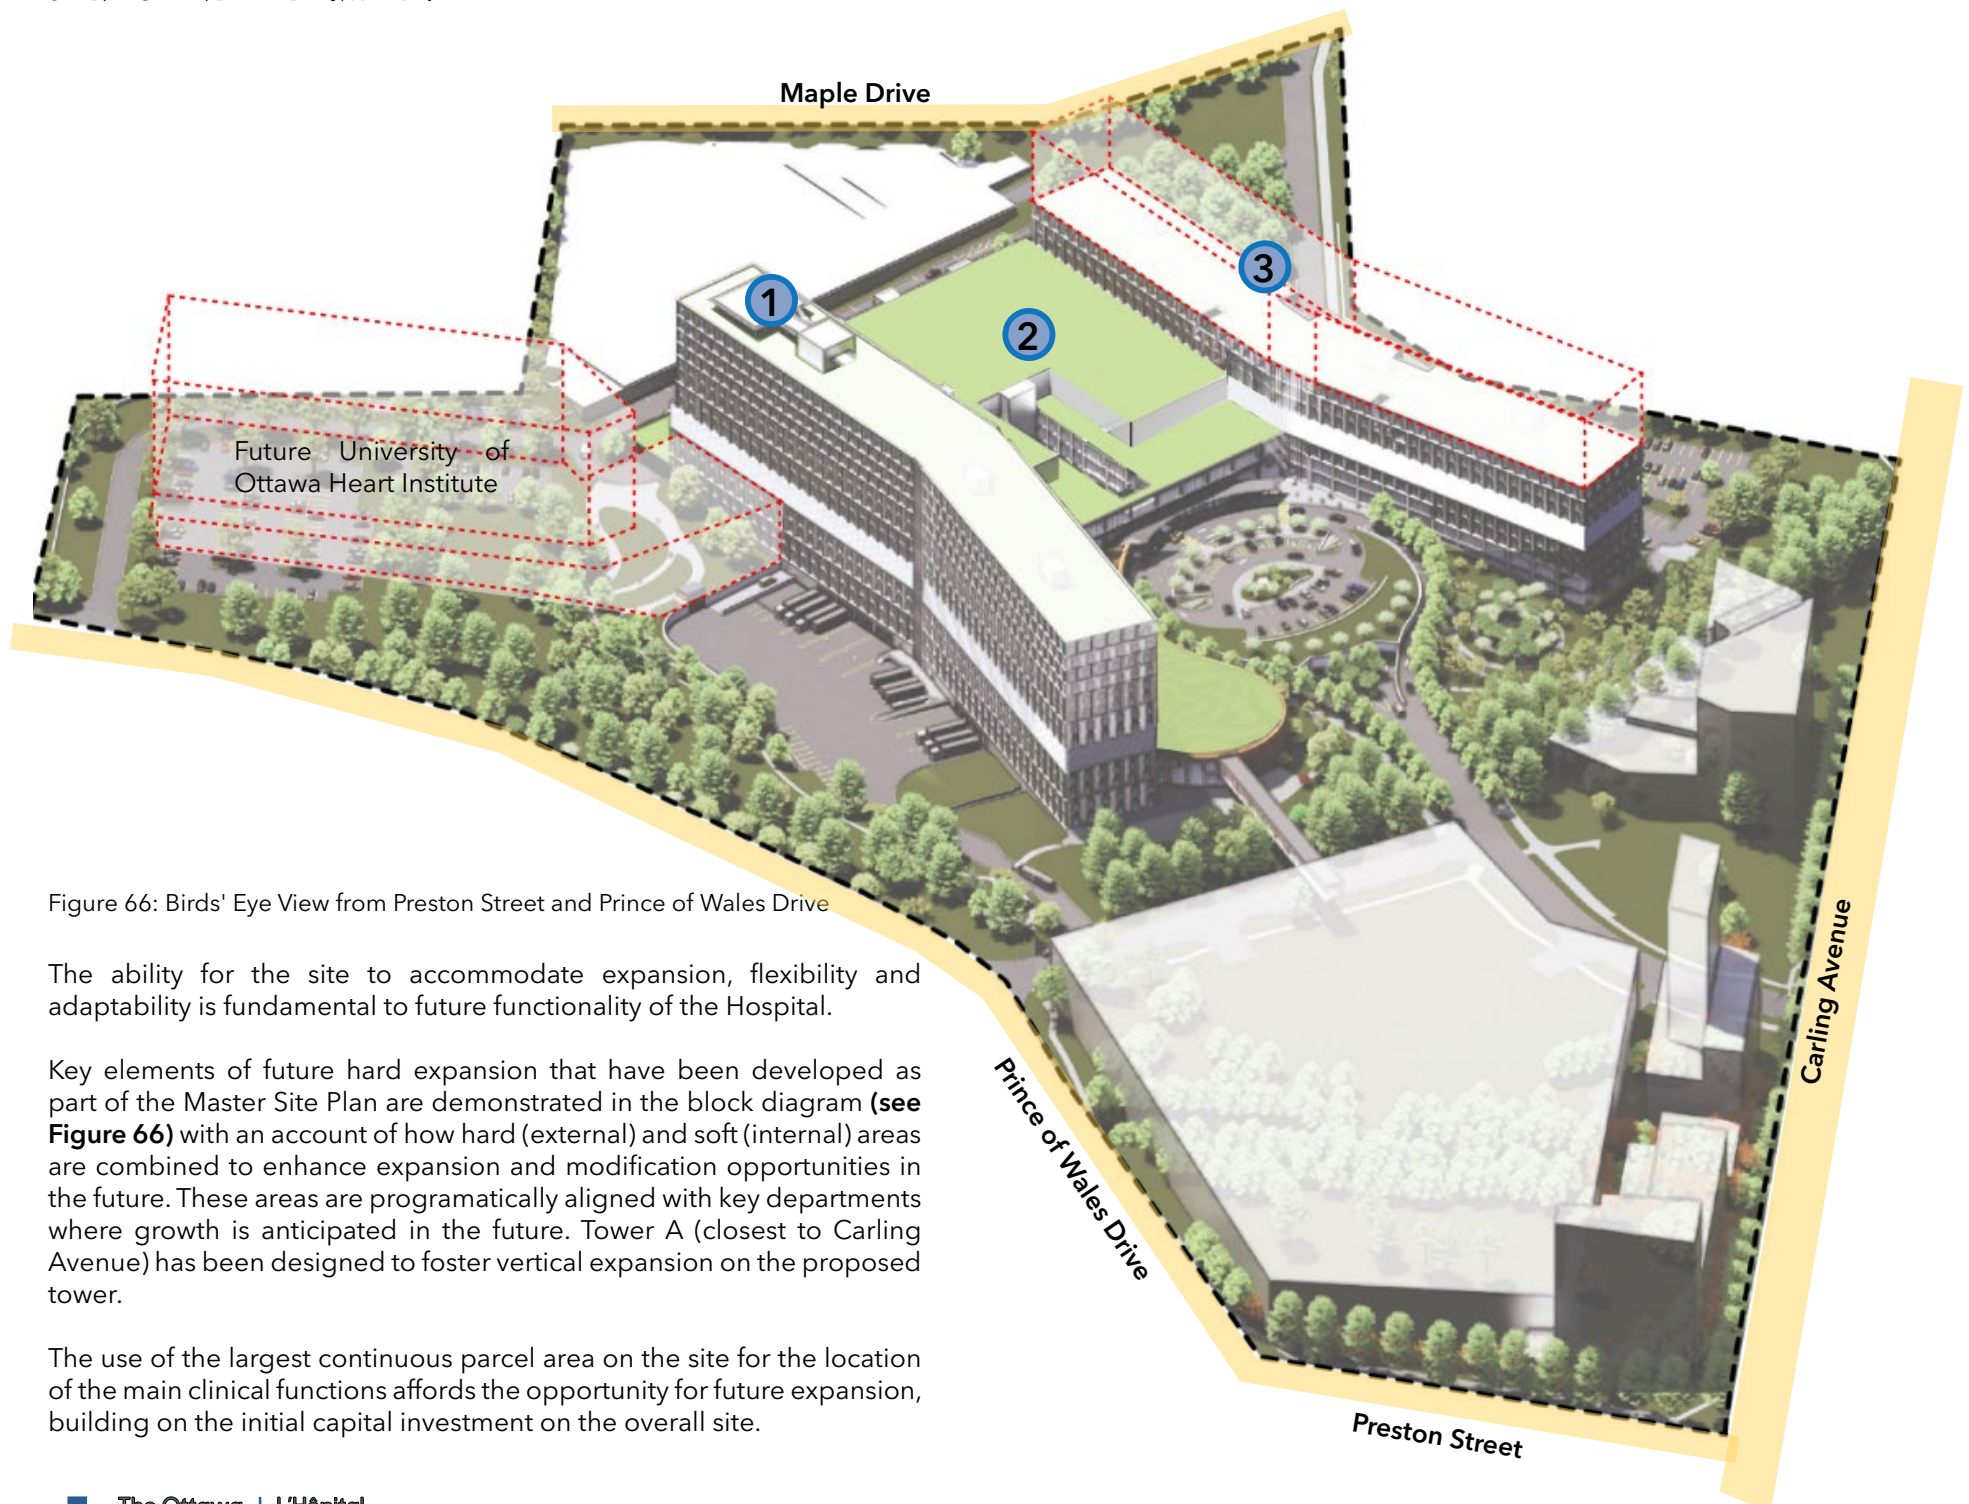 Maple Drive
1
2
3
Future University of
Ottawa Heart Institute
Carling Avenue
Prince of Wales Drive
Preston Street
Figure 66: Birds' Eye View from Preston Street and Prince of Wales Drive
The ability for the site to accommodate expansion, flexibility and
adaptability is fundamental to future functionality of the Hospital.
Key elements of future hard expansion that have been developed as
part of the Master Site Plan are demonstrated in the block diagram (see
Figure 66) with an account of how hard (external) and soft (internal) areas
are combined to enhance expansion and modification opportunities in
the future. These areas are programatically aligned with key departments
where growth is anticipated in the future. Tower A (closest to Carling
Avenue) has been designed to foster vertical expansion on the proposed
tower.
The use of the largest continuous parcel area on the site for the location
of the main clinical functions affords the opportunity for future expansion,
building on the initial capital investment on the overall site.
The Ottawa | L'Hôpital